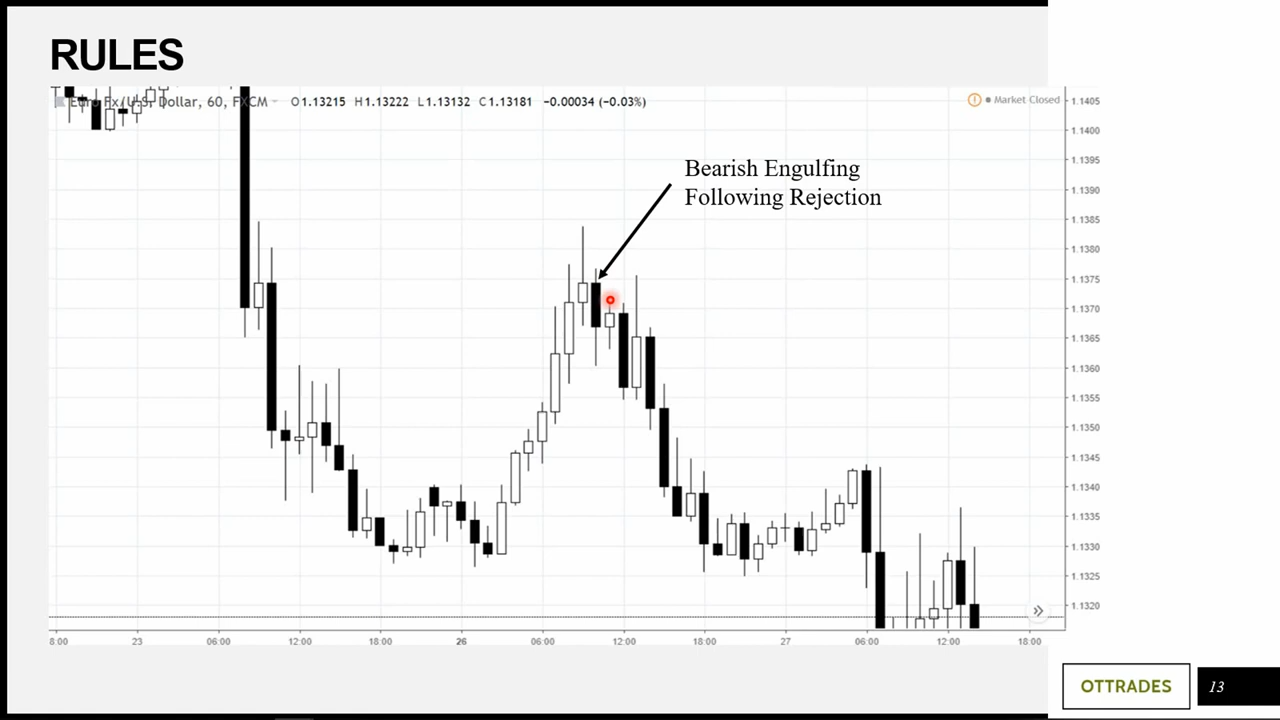 RULES
Euro Fx/U.S. Dollar, 60, FXCM O1.13215 H1.13222 L1.13132 C1.13181 −0.00034 (−0.03%)
Market Closed
1.1405
1.1400
1.1395
1.1390
1.1385
1.1380
1.1375
1.1370
1.1365
1.1360
1.1355
1.1350
1.1345
1.1340
1.1335
1.1330
1.1325
1.1320
Bearish Engulfing
Following Rejection
8:00 23 06:00 12:00 18:00 26 06:00 12:00 18:00 27 06:00 12:00 18:00
OTTRADES
13